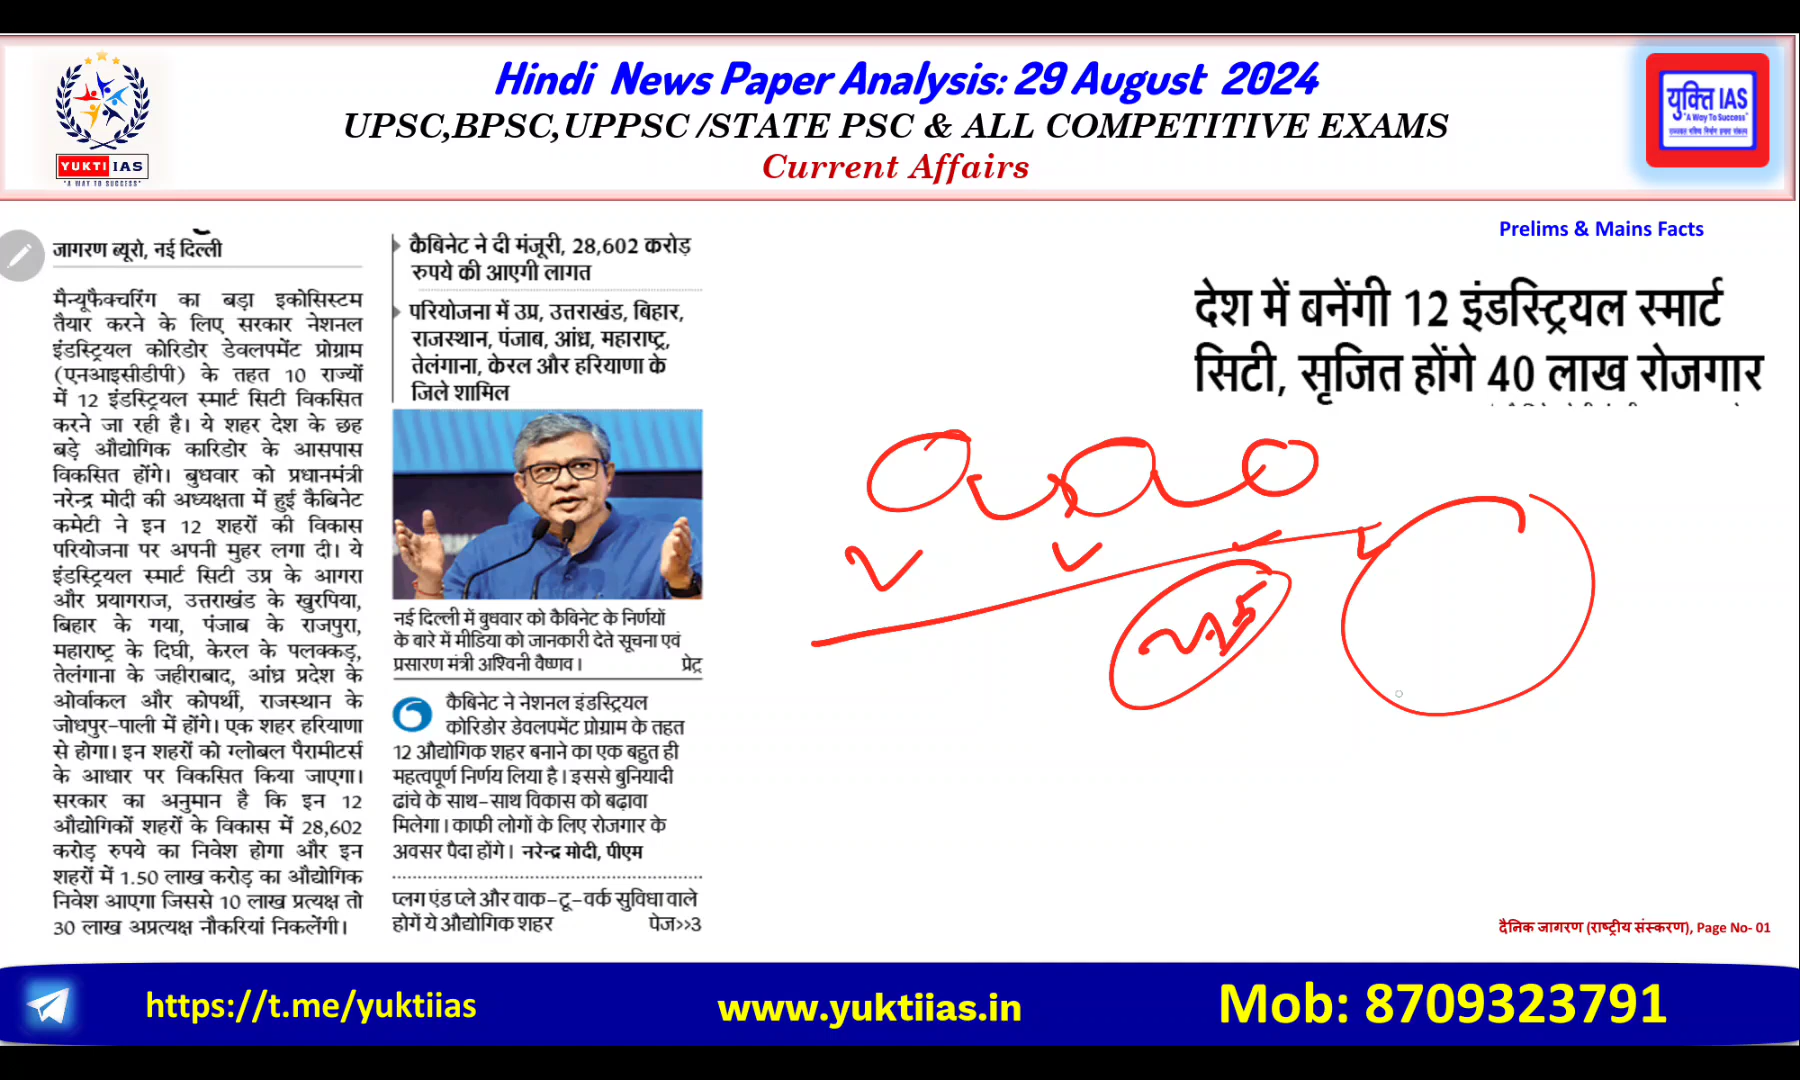 Hindi News Paper Analysis: 29 August 2024
UPSC,BPSC,UPPSC /STATE PSC & ALL COMPETITIVE EXAMS
Current Affairs
YUKTI IAS
"A WAY TO SUCCESS"
युक्ति IAS
"A Way To Success"
Prelims & Mains Facts
देश में बनेंगी 12 इंडस्ट्रियल स्मार्ट
सिटी, सृजित होंगे 40 लाख रोजगार
जागरण ब्यूरो, नई दिल्ली
मैन्यूफैक्चरिंग का बड़ा इकोसिस्टम
तैयार करने के लिए सरकार नेशनल
इंडस्ट्रियल कोरिडोर डेवलपमेंट प्रोग्राम
(एनआइसीडीपी) के तहत 10 राज्यों
में 12 इंडस्ट्रियल स्मार्ट सिटी विकसित
करने जा रही है। ये शहर देश के छह
बड़े औद्योगिक कारिडोर के आसपास
विकसित होंगे। बुधवार को प्रधानमंत्री
नरेन्द्र मोदी की अध्यक्षता में हुई कैबिनेट
कमेटी ने इन 12 शहरों की विकास
परियोजना पर अपनी मुहर लगा दी। ये
इंडस्ट्रियल स्मार्ट सिटी उप्र के आगरा
और प्रयागराज, उत्तराखंड के खुरपिया,
बिहार के गया, पंजाब के राजपुरा,
महाराष्ट्र के दिघी, केरल के पलक्कड़,
तेलंगाना के जहीराबाद, आंध्र प्रदेश के
ओर्वाकल और कोपर्थी, राजस्थान के
जोधपुर-पाली में होंगे। एक शहर हरियाणा
से होगा। इन शहरों को ग्लोबल पैरामीटर्स
के आधार पर विकसित किया जाएगा।
सरकार का अनुमान है कि इन 12
औद्योगिकों शहरों के विकास में 28,602
करोड़ रुपये का निवेश होगा और इन
शहरों में 1.50 लाख करोड़ का औद्योगिक
निवेश आएगा जिससे 10 लाख प्रत्यक्ष तो
30 लाख अप्रत्यक्ष नौकरियां निकलेंगी।
कैबिनेट ने दी मंजूरी, 28,602 करोड़
रुपये की आएगी लागत
परियोजना में उप्र, उत्तराखंड, बिहार,
राजस्थान, पंजाब, आंध्र, महाराष्ट्र,
तेलंगाना, केरल और हरियाणा के
जिले शामिल
नई दिल्ली में बुधवार को कैबिनेट के निर्णयों
के बारे में मीडिया को जानकारी देते सूचना एवं
प्रसारण मंत्री अश्विनी वैष्णव। प्रेट्र
कैबिनेट ने नेशनल इंडस्ट्रियल
कोरिडोर डेवलपमेंट प्रोग्राम के तहत
12 औद्योगिक शहर बनाने का एक बहुत ही
महत्वपूर्ण निर्णय लिया है। इससे बुनियादी
ढांचे के साथ-साथ विकास को बढ़ावा
मिलेगा। काफी लोगों के लिए रोजगार के
अवसर पैदा होंगे। नरेन्द्र मोदी, पीएम
प्लग एंड प्ले और वाक-टू-वर्क सुविधा वाले
होगें ये औद्योगिक शहर पेज>>3
दैनिक जागरण (राष्ट्रीय संस्करण), Page No- 01
https://t.me/yuktiias
www.yuktiias.in
Mob: 8709323791